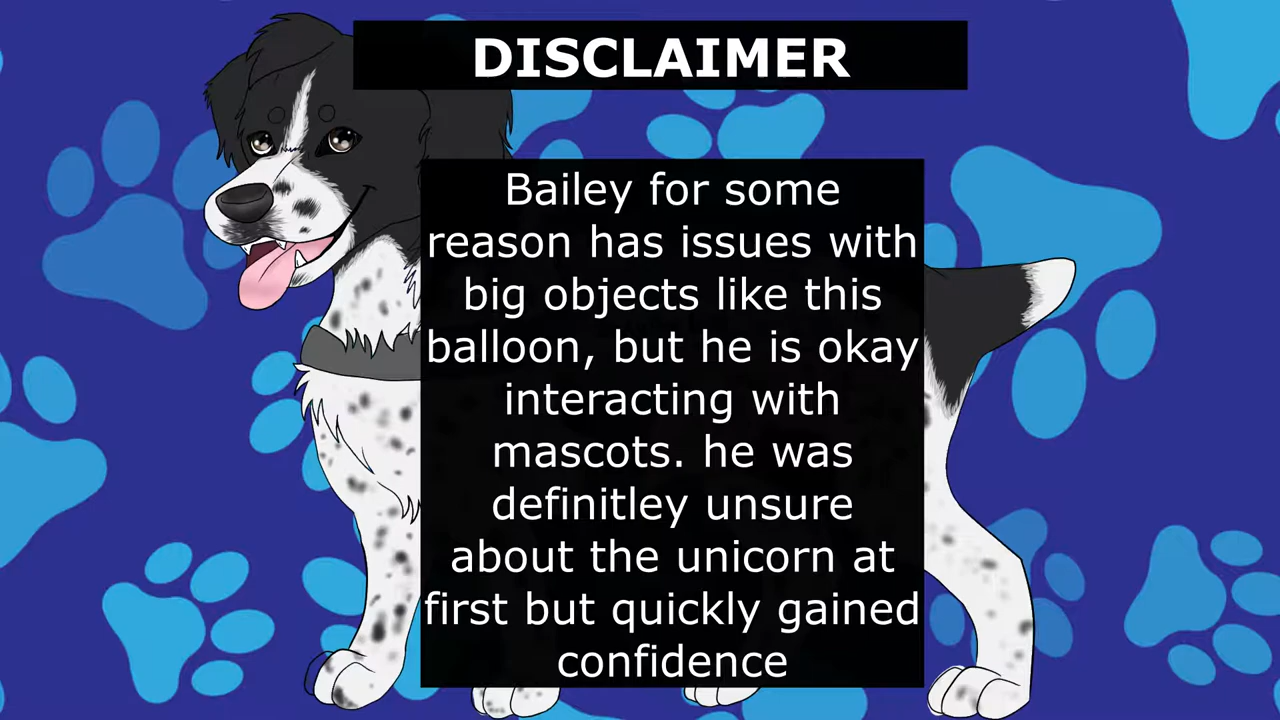 DISCLAIMER
Bailey for some
reason has issues with
big objects like this
balloon, but he is okay
interacting with
mascots. he was
definitley unsure
about the unicorn at
first but quickly gained
confidence